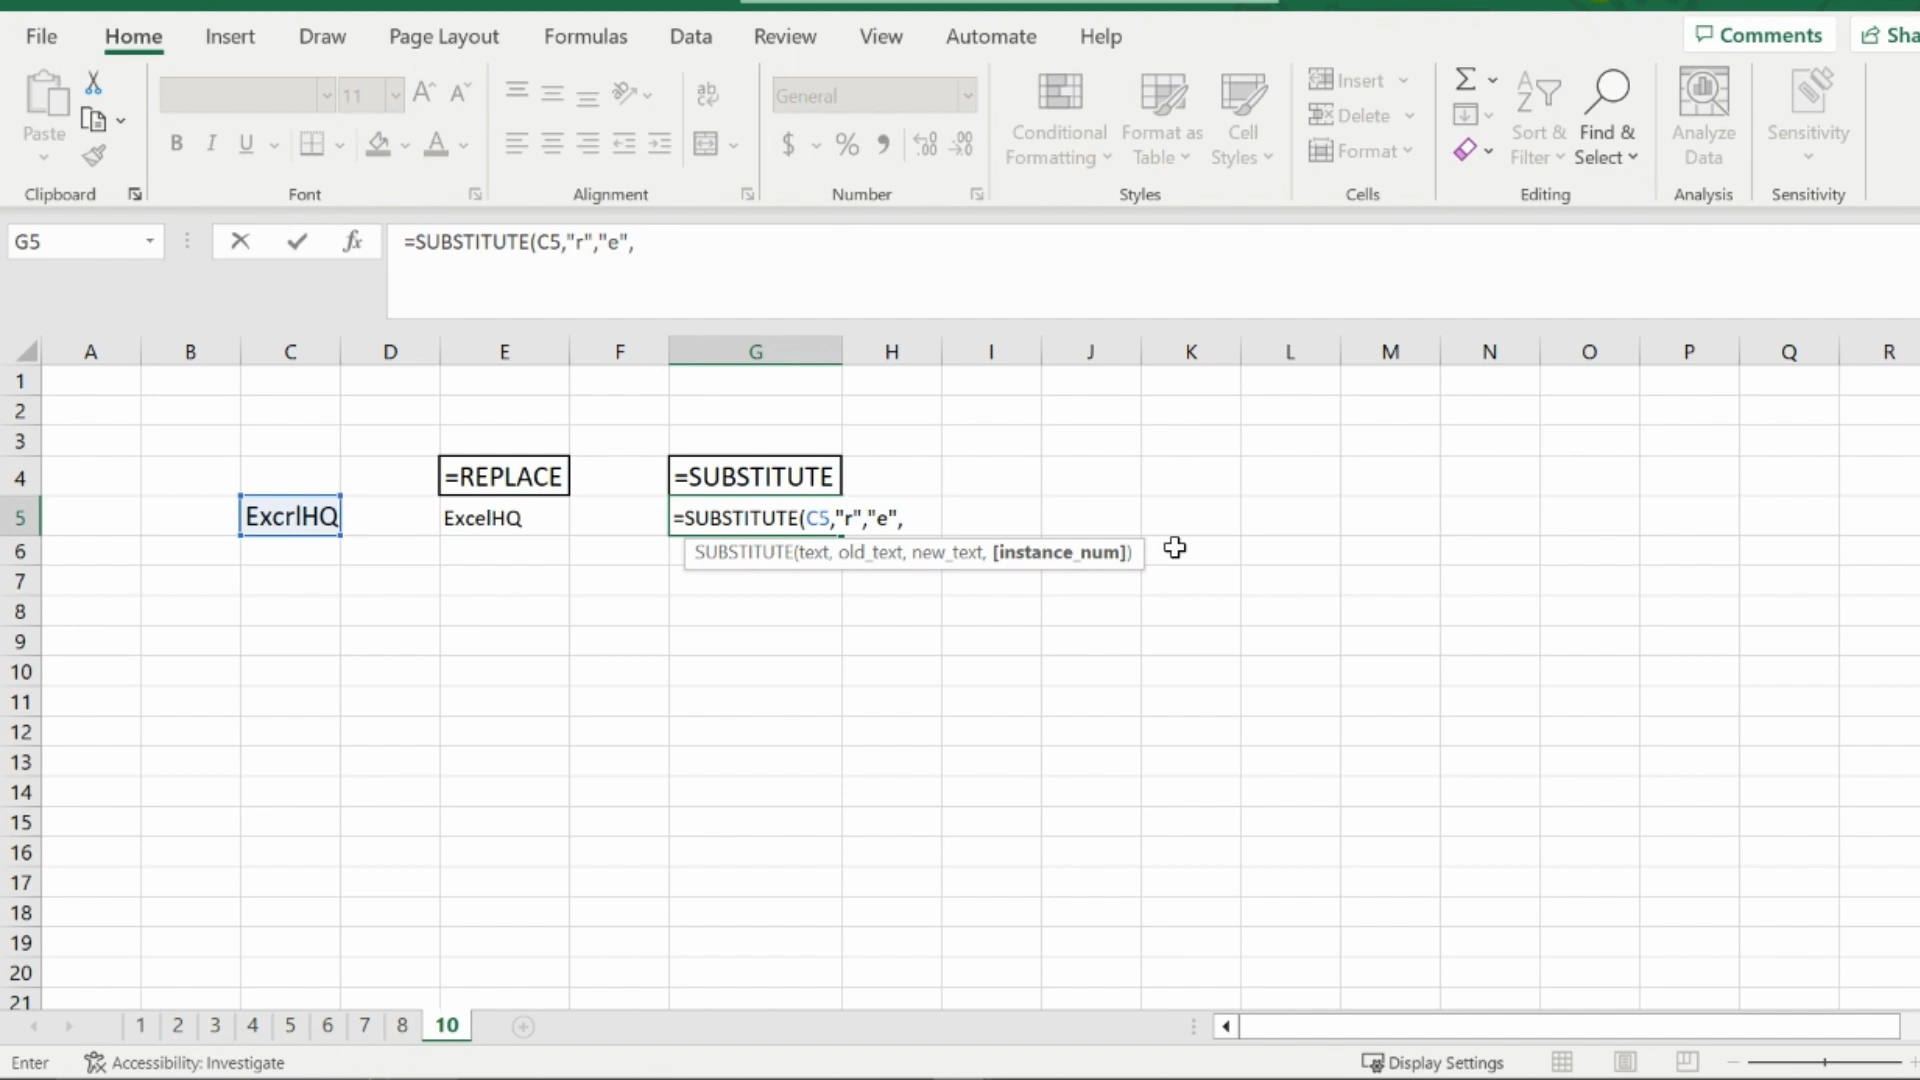 File Home Insert Draw Page Layout Formulas Data Review View Automate Help Comments Sha
Paste
11
General
Conditional Formatting
Format as Table
Cell Styles
Insert
Delete
Format
Sort & Filter
Find & Select
Analyze Data
Sensitivity
Clipboard Font Alignment Number Styles Cells Editing Analysis Sensitivity
G5 fx =SUBSTITUTE(C5,"r","e",
A B C D E F G H I J K L M N O P Q R
1
2
3
4 =REPLACE =SUBSTITUTE
5 ExcrlHQ ExcelHQ =SUBSTITUTE(C5,"r","e",
6 SUBSTITUTE(text, old_text, new_text, [instance_num])
7
8
9
10
11
12
13
14
15
16
17
18
19
20
21
1 2 3 4 5 6 7 8 10
Enter Accessibility: Investigate Display Settings